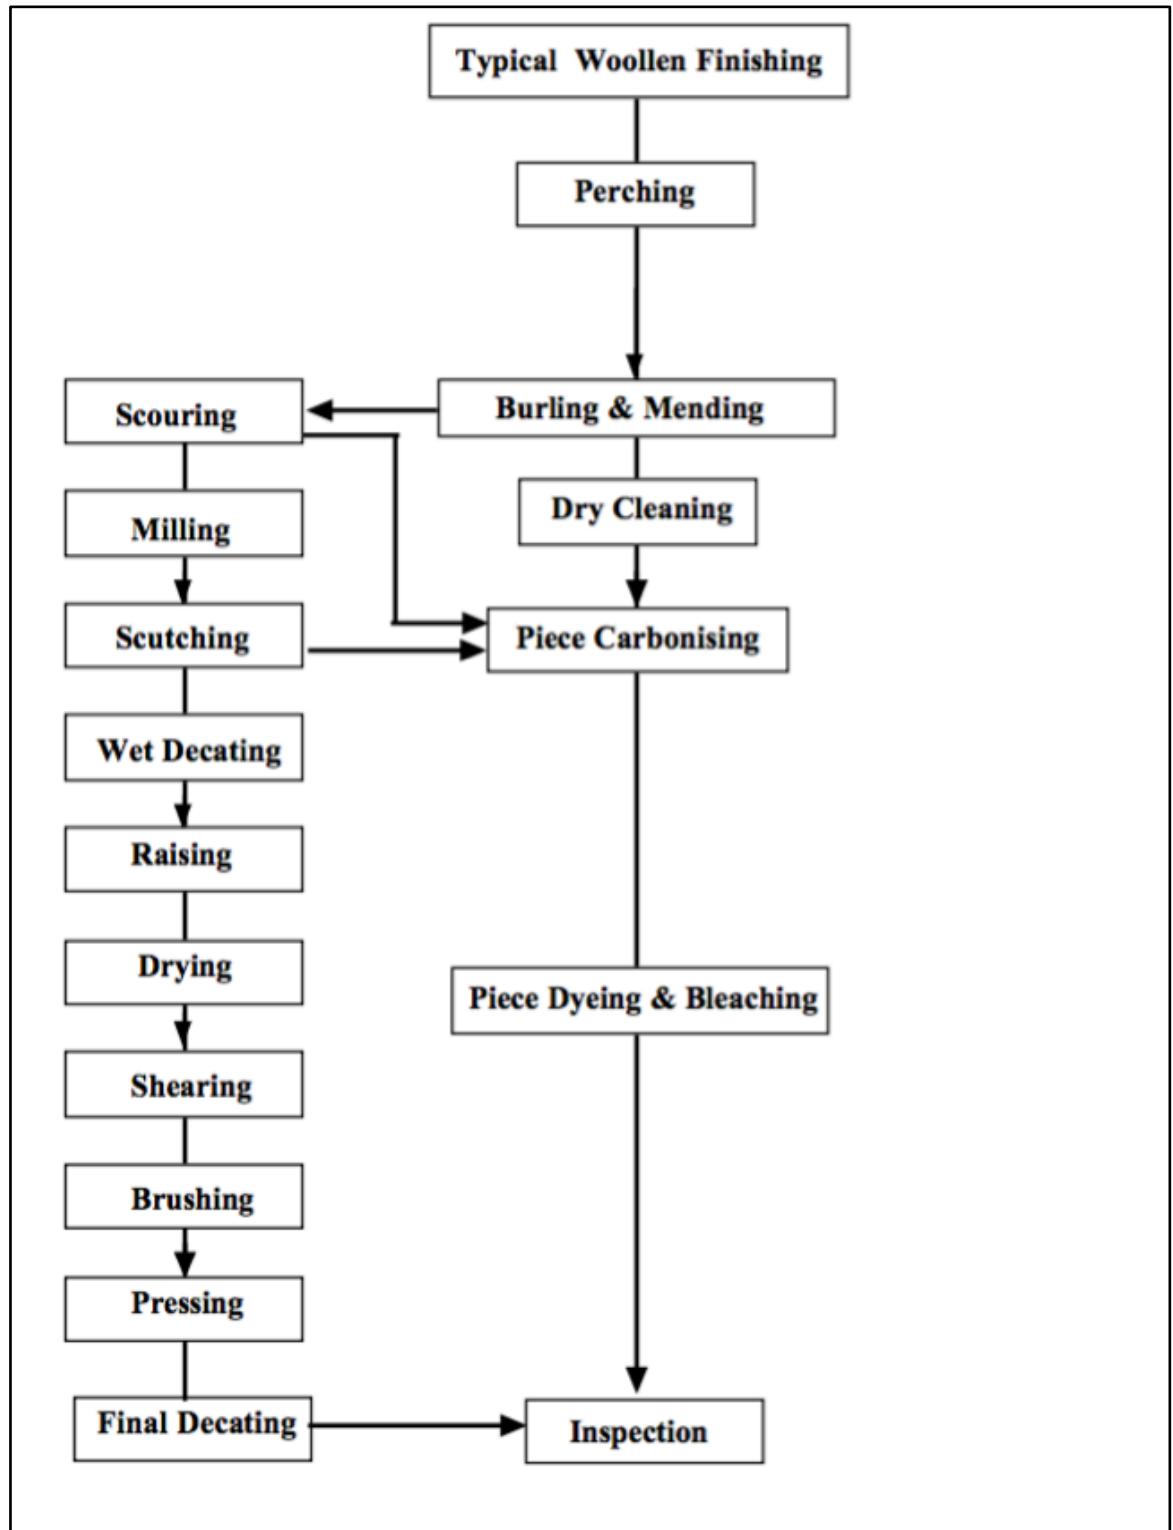 Typical Woollen Finishing
Perching
Burling & Mending
Scouring
Dry Cleaning
Milling
Piece Carbonising
Scutching
Wet Decating
Raising
Drying
Piece Dyeing & Bleaching
Shearing
Brushing
Pressing
Final Decating
Inspection